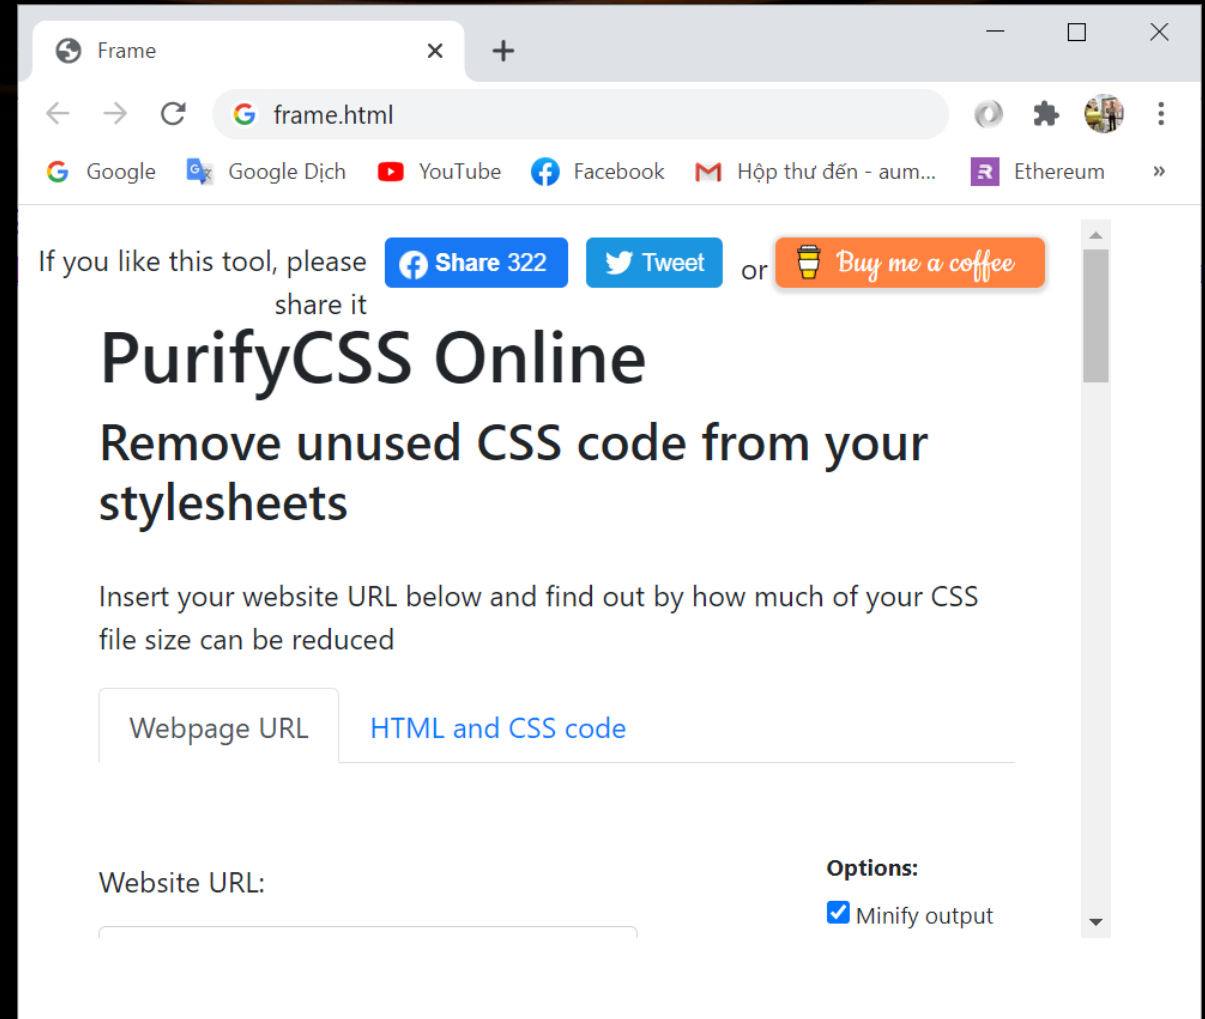 Frame
frame.html
Google
Google Dịch
YouTube
Facebook
Hộp thư đến - aum...
Ethereum
If you like this tool, please
share it
Share 322
Tweet
or
Buy me a coffee
PurifyCSS Online
Remove unused CSS code from your
stylesheets
Insert your website URL below and find out by how much of your CSS
file size can be reduced
Webpage URL
HTML and CSS code
Website URL:
Options:
Minify output